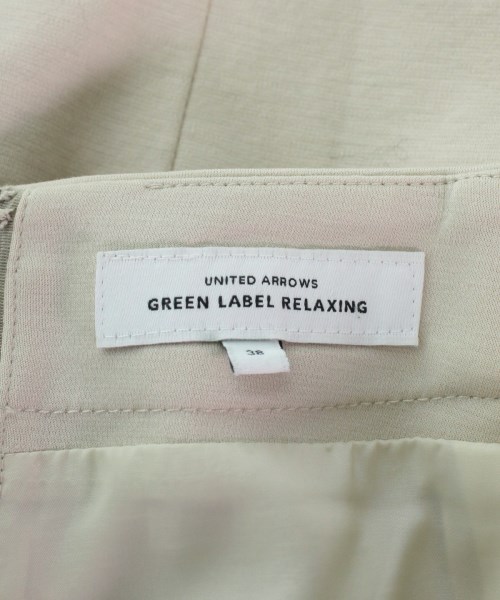 UNITED ARROWS
GREEN LABEL RELAXING
38